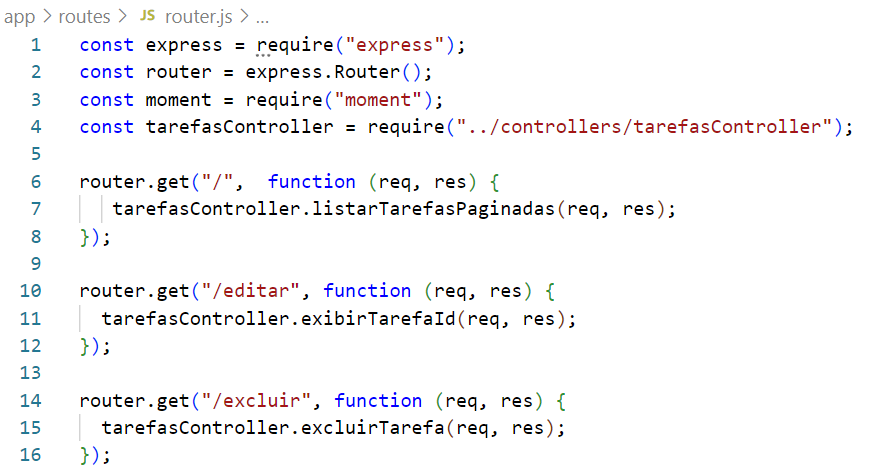 app > routes > JS router.js > ...
1 const express = require("express");
2 const router = express.Router();
3 const moment = require("moment");
4 const tarefasController = require("../controllers/tarefasController");
5
6 router.get("/",  function (req, res) {
7    tarefasController.listarTarefasPaginadas(req, res);
8 });
9
10 router.get("/editar", function (req, res) {
11   tarefasController.exibirTarefaId(req, res);
12 });
13
14 router.get("/excluir", function (req, res) {
15   tarefasController.excluirTarefa(req, res);
16 });